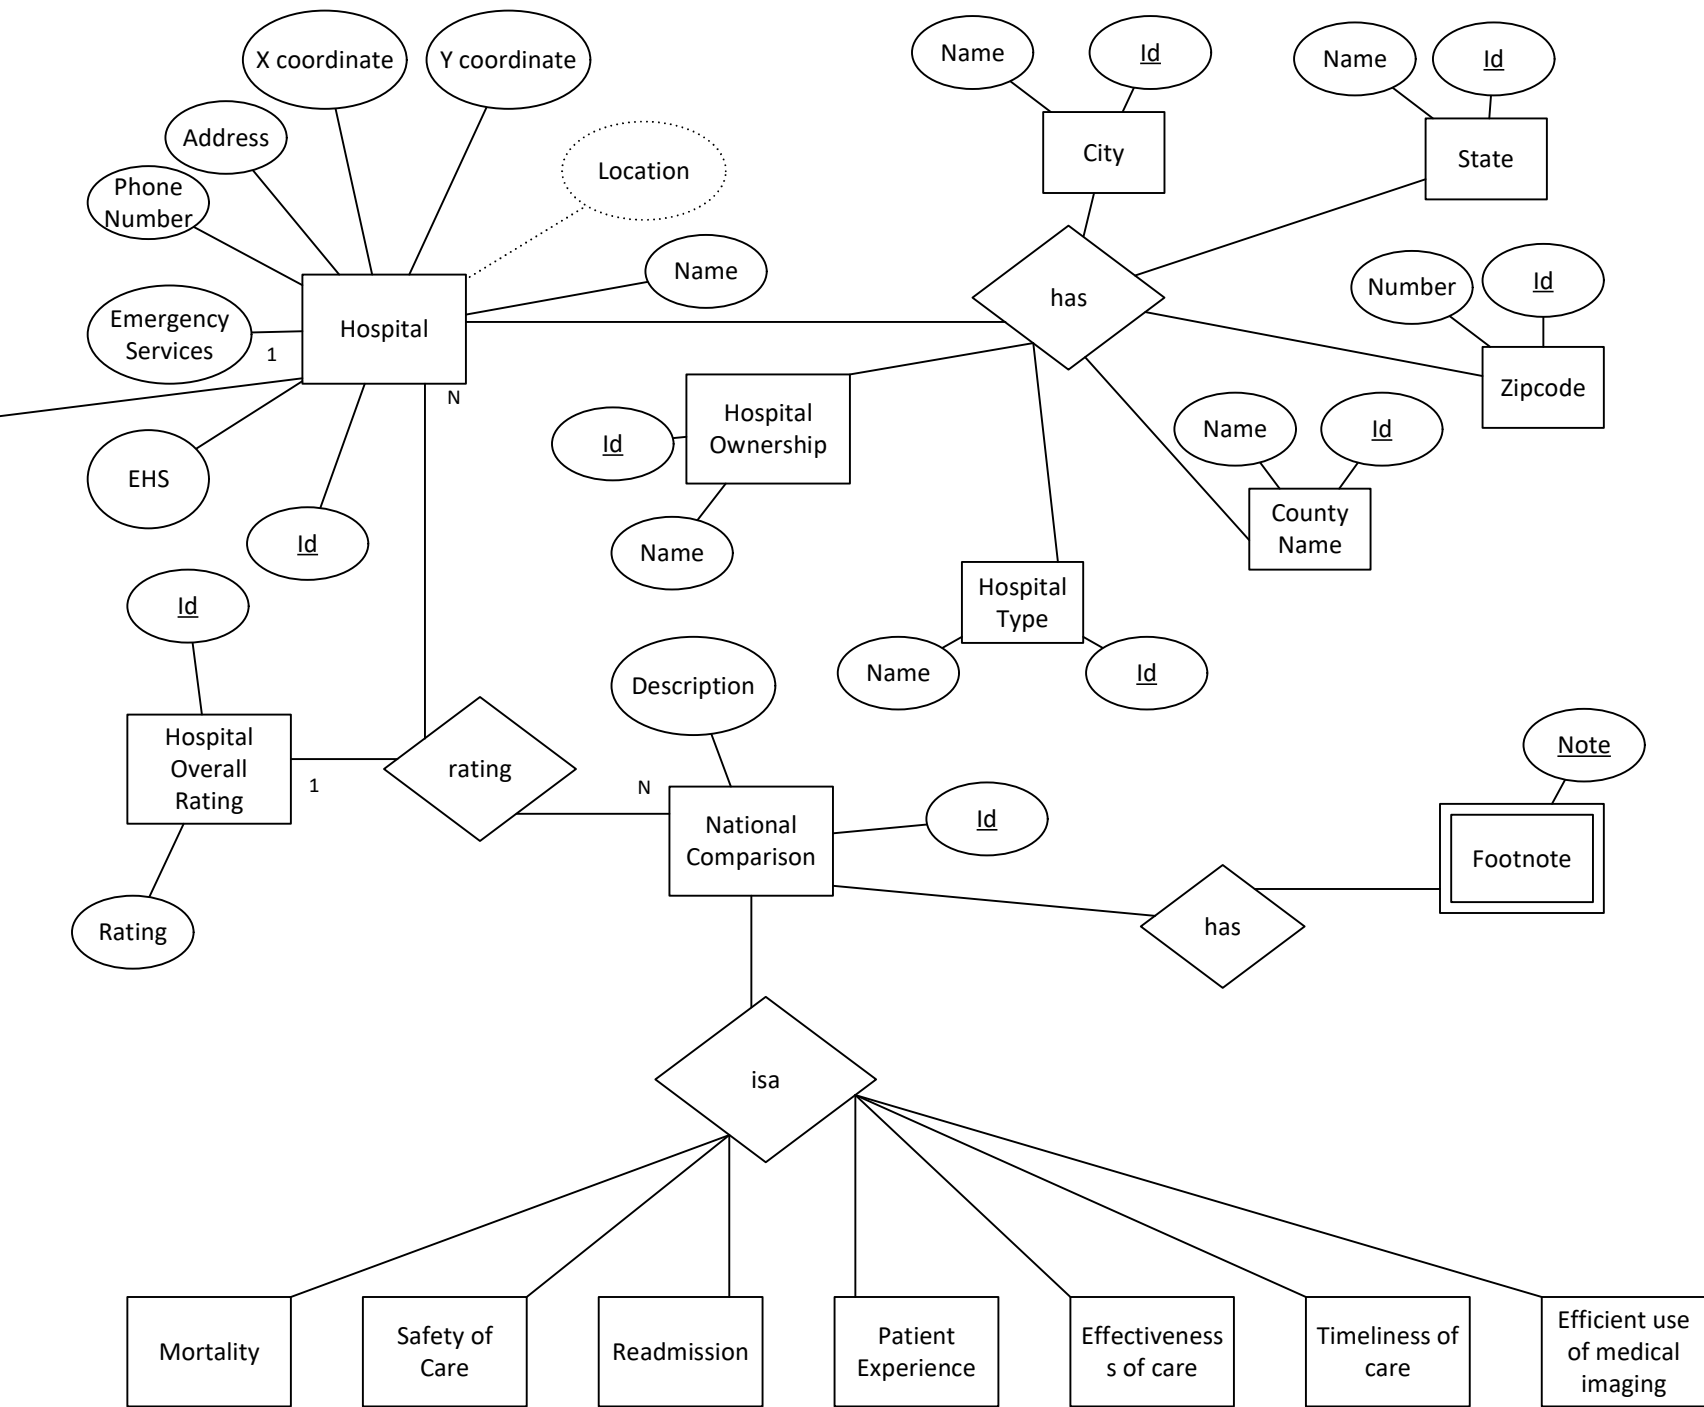 X coordinate
Y coordinate
Name
Id
Name
Id
Address
City
State
Location
Phone
Number
Name
Number
Id
has
Emergency
Services
Hospital
1
N
Zipcode
Hospital
Ownership
Id
Name
Id
EHS
Id
Name
County
Name
Id
Hospital
Type
Name
Id
Description
Hospital
Overall
Rating
rating
1
N
Note
National
Comparison
Id
Footnote
has
Rating
isa
Mortality
Safety of
Care
Readmission
Patient
Experience
Effectivenes
s of care
Timeliness of
care
Efficient use
of medical
imaging